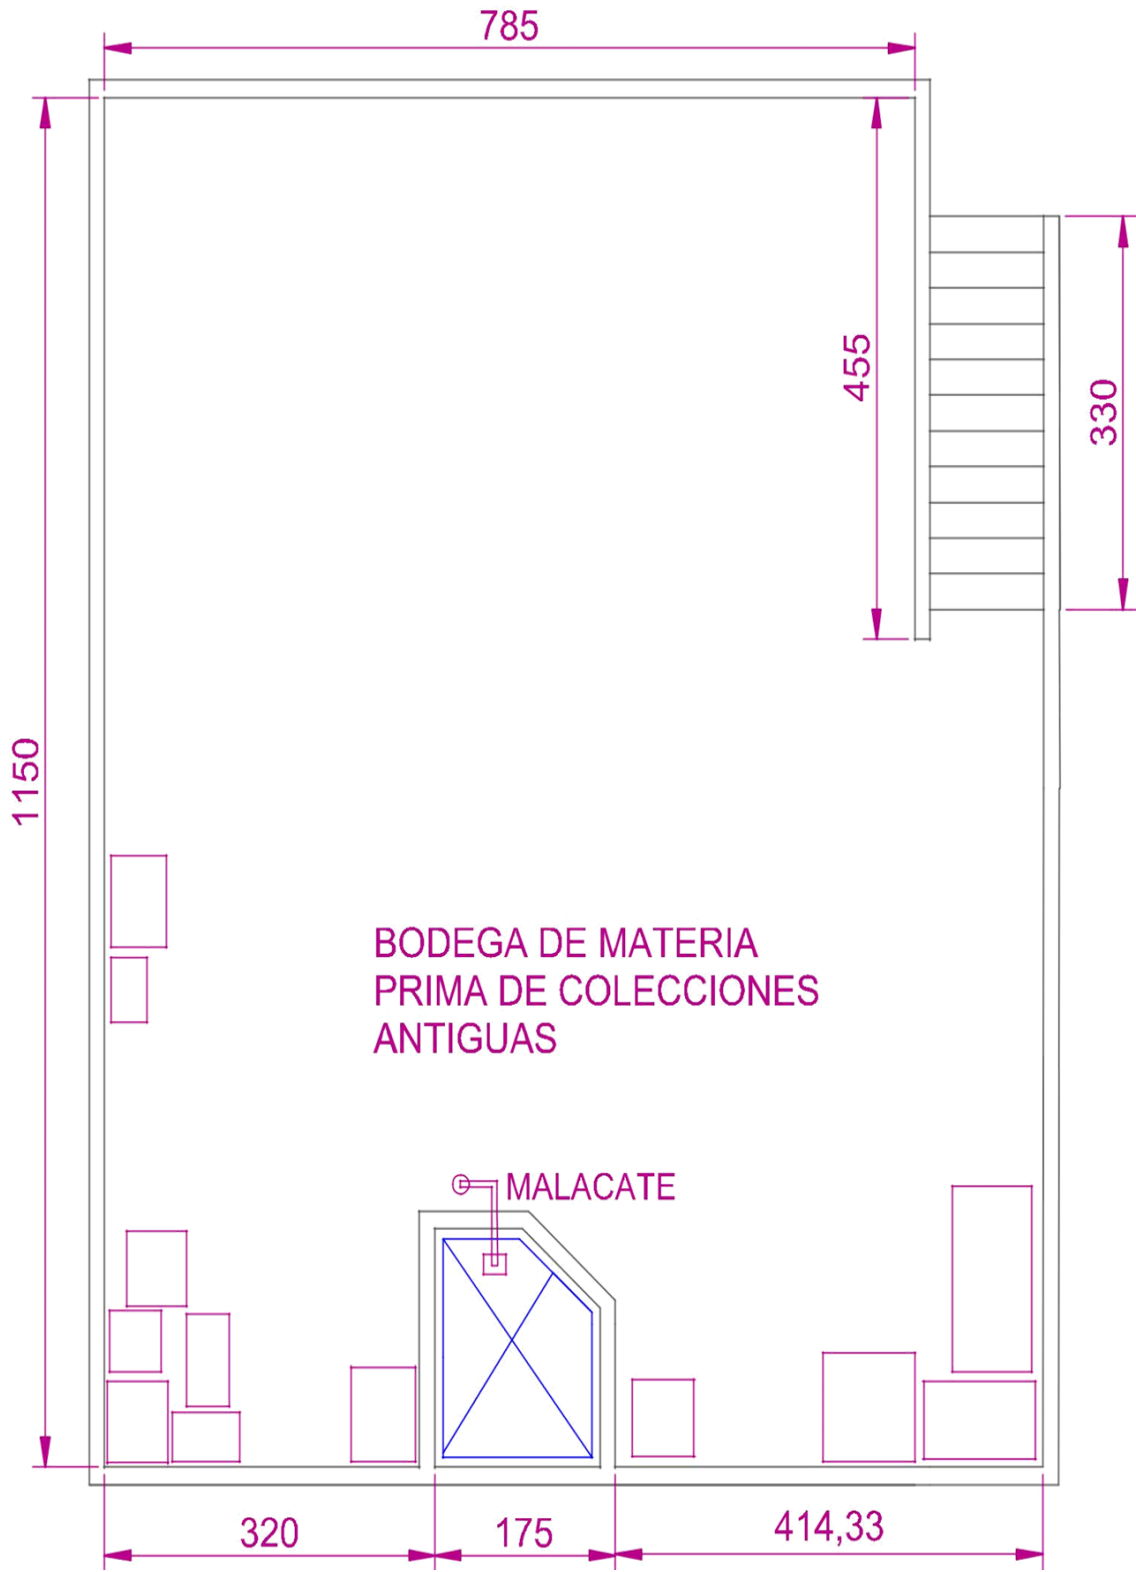 785
455
330
1150
BODEGA DE MATERIA
PRIMA DE COLECCIONES
ANTIGUAS
MALACATE
320
175
414,33